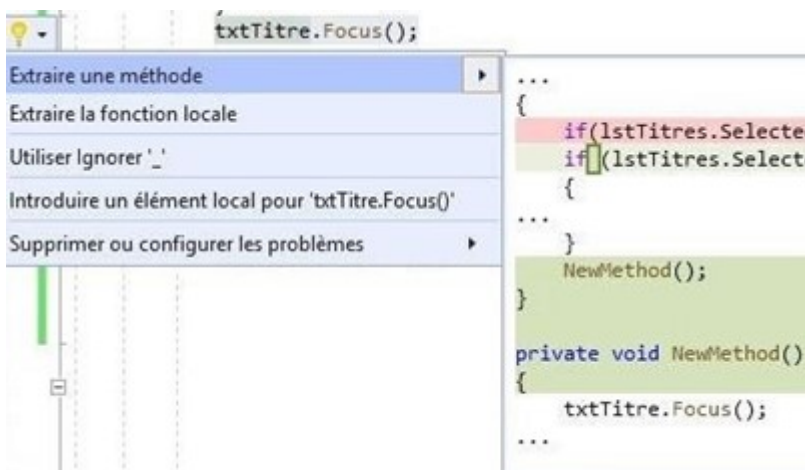 txtTitre.Focus();
Extraire une méthode
Extraire la fonction locale
Utiliser Ignorer '_'
Introduire un élément local pour 'txtTitre.Focus()'
Supprimer ou configurer les problèmes
...
{
if(lstTitres.Selecte
if (lstTitres.Select
{
...
}
NewMethod();
}
private void NewMethod()
{
txtTitre.Focus();
...